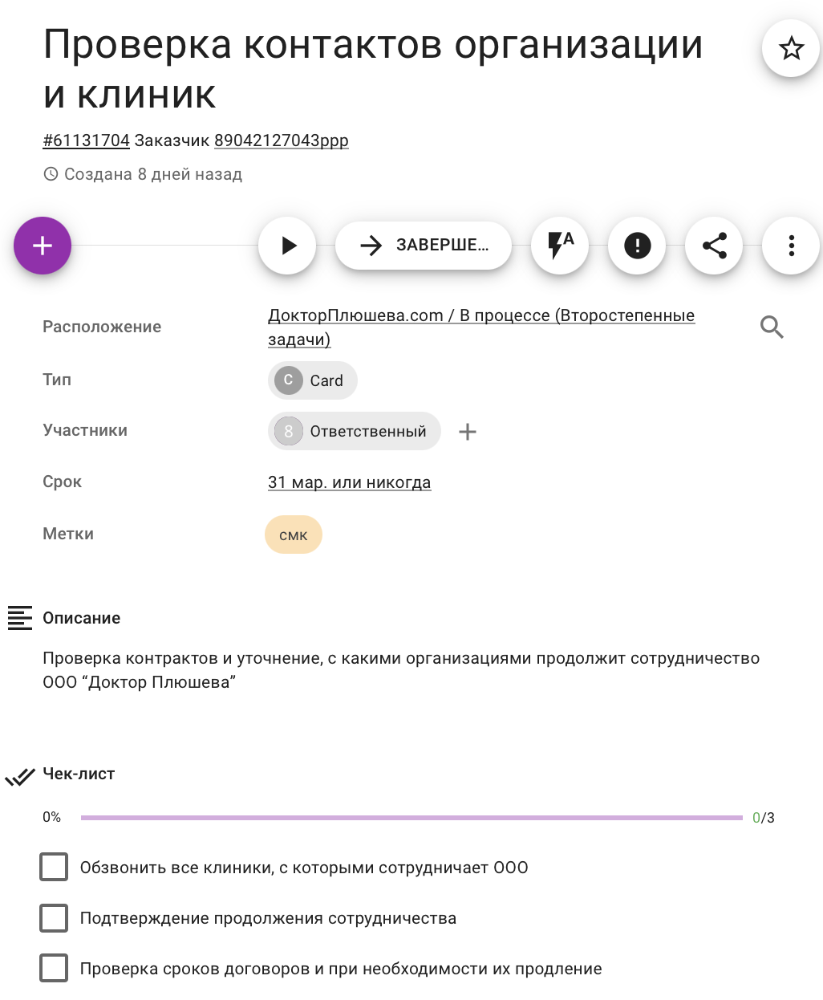 Проверка контактов организации
и клиник
#61131704 Заказчик 89042127043ppp
Создана 8 дней назад
ЗАВЕРШЕ...
A
Расположение
ДокторПлюшева.com / В процессе (Второстепенные
задачи)
Тип
C Card
Участники
8 Ответственный
Срок
31 мар. или никогда
Метки
смк
Описание
Проверка контрактов и уточнение, с какими организациями продолжит сотрудничество
ООО “Доктор Плюшева”
Чек-лист
0%
0/3
Обзвонить все клиники, с которыми сотрудничает ООО
Подтверждение продолжения сотрудничества
Проверка сроков договоров и при необходимости их продление